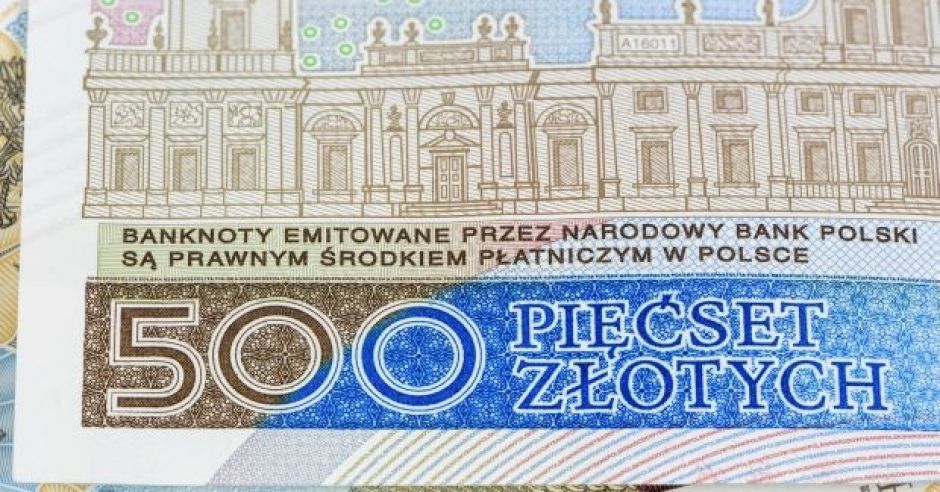 A16011
BANKNOTY EMITOWANE PRZEZ NARODOWY BANK POLSKI
SĄ PRAWNYM ŚRODKIEM PŁATNICZYM W POLSCE
500 PIĘĆSET
ZŁOTYCH